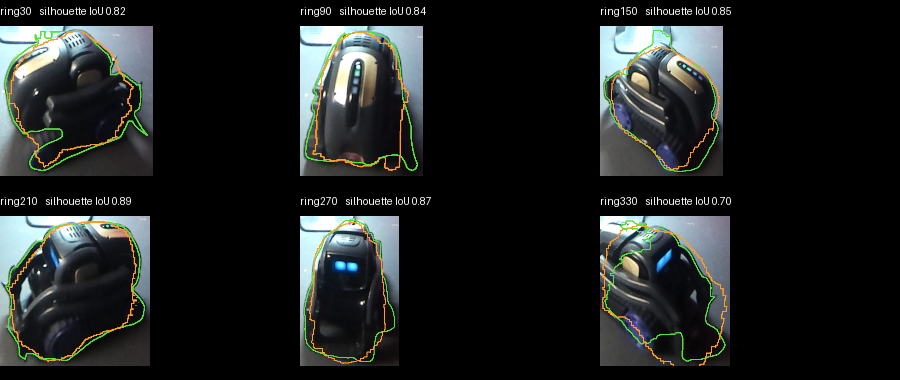 ring30 silhouette IoU 0.82
ring90 silhouette IoU 0.84
ring150 silhouette IoU 0.85
ring210 silhouette IoU 0.89
ring270 silhouette IoU 0.87
ring330 silhouette IoU 0.70